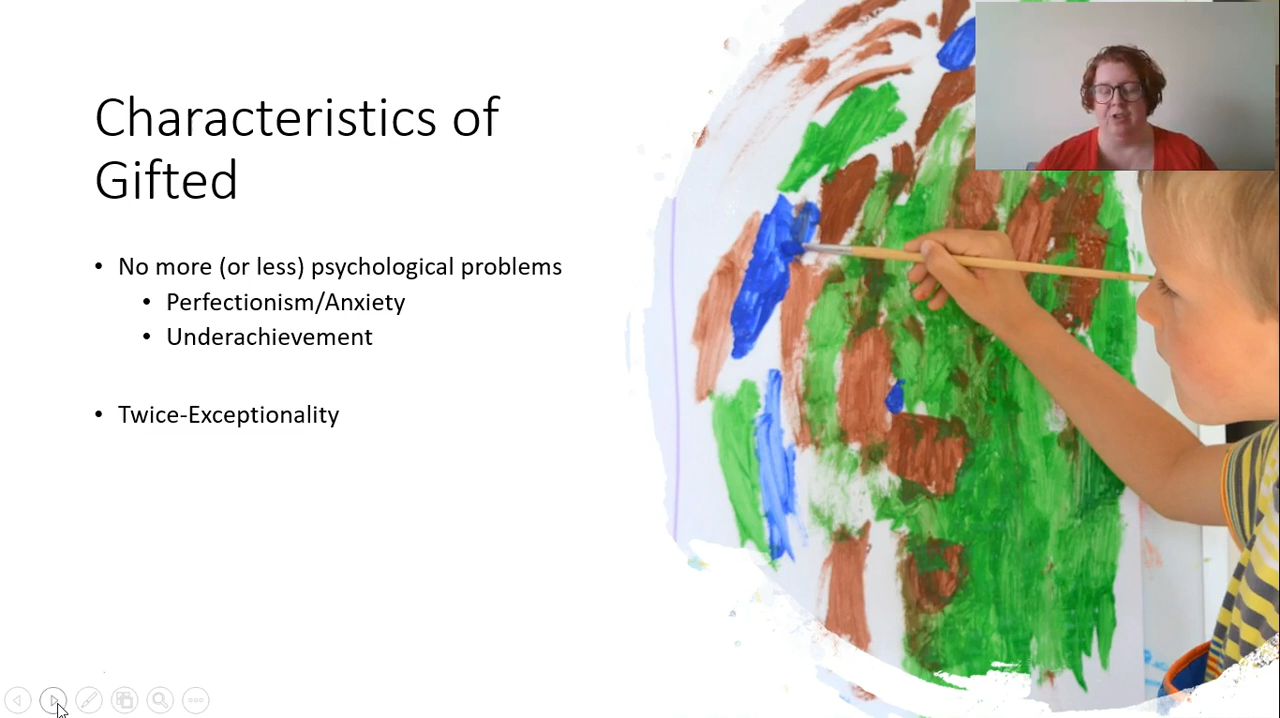 Characteristics of
Gifted
• No more (or less) psychological problems
• Perfectionism/Anxiety
• Underachievement
• Twice-Exceptionality